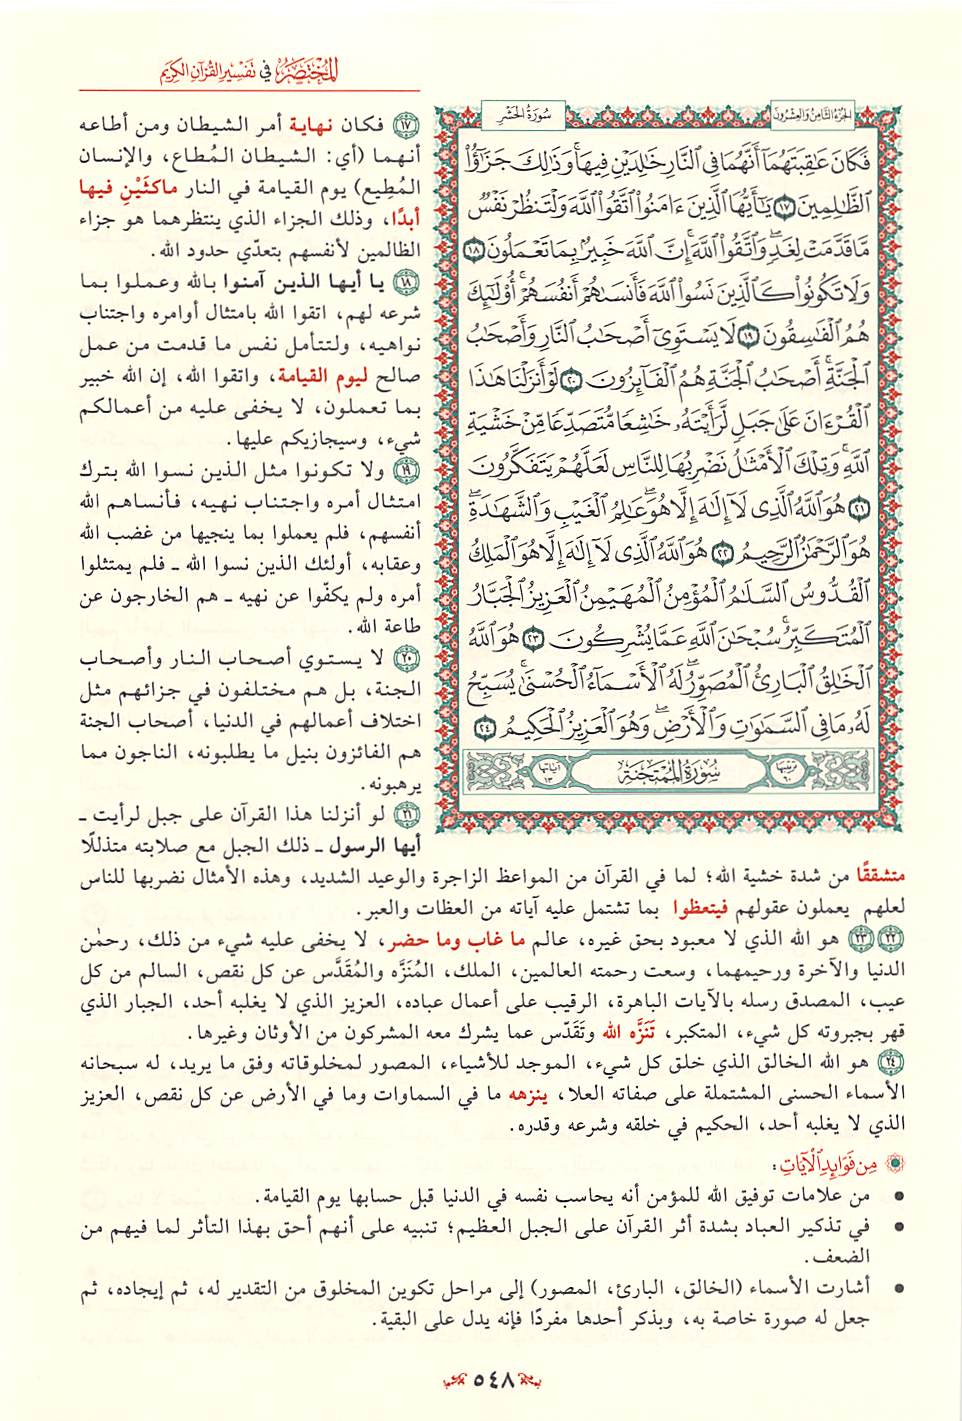 المختصر في تفسير القرآن الكريم
الجزء الثامن والعشرون
سورة الحشر
فَكَانَ عَٰقِبَتَهُمَآ أَنَّهُمَا فِي ٱلنَّارِ خَٰلِدَيۡنِ فِيهَاۚ وَذَٰلِكَ جَزَٰٓؤُاْ
ٱلظَّٰلِمِينَ ١٧ يَٰٓأَيُّهَا ٱلَّذِينَ ءَامَنُواْ ٱتَّقُواْ ٱللَّهَ وَلۡتَنظُرۡ نَفۡسٞ
مَّا قَدَّمَتۡ لِغَدٖۖ وَٱتَّقُواْ ٱللَّهَۚ إِنَّ ٱللَّهَ خَبِيرُۢ بِمَا تَعۡمَلُونَ ١٨
وَلَا تَكُونُواْ كَٱلَّذِينَ نَسُواْ ٱللَّهَ فَأَنسَىٰهُمۡ أَنفُسَهُمۡۚ أُوْلَٰٓئِكَ
هُمُ ٱلۡفَٰسِقُونَ ١٩ لَا يَسۡتَوِيٓ أَصۡحَٰبُ ٱلنَّارِ وَأَصۡحَٰبُ
ٱلۡجَنَّةِۚ أَصۡحَٰبُ ٱلۡجَنَّةِ هُمُ ٱلۡفَآئِزُونَ ٢٠ لَوۡ أَنزَلۡنَا هَٰذَا
ٱلۡقُرۡءَانَ عَلَىٰ جَبَلٖ لَّرَأَيۡتَهُۥ خَٰشِعٗا مُّتَصَدِّعٗا مِّنۡ خَشۡيَةِ
ٱللَّهِۚ وَتِلۡكَ ٱلۡأَمۡثَٰلُ نَضۡرِبُهَا لِلنَّاسِ لَعَلَّهُمۡ يَتَفَكَّرُونَ
٢١ هُوَ ٱللَّهُ ٱلَّذِي لَآ إِلَٰهَ إِلَّا هُوَۖ عَٰلِمُ ٱلۡغَيۡبِ وَٱلشَّهَٰدَةِۖ
هُوَ ٱلرَّحۡمَٰنُ ٱلرَّحِيمُ ٢٢ هُوَ ٱللَّهُ ٱلَّذِي لَآ إِلَٰهَ إِلَّا هُوَ ٱلۡمَلِكُ
ٱلۡقُدُّوسُ ٱلسَّلَٰمُ ٱلۡمُؤۡمِنُ ٱلۡمُهَيۡمِنُ ٱلۡعَزِيزُ ٱلۡجَبَّارُ
ٱلۡمُتَكَبِّرُۚ سُبۡحَٰنَ ٱللَّهِ عَمَّا يُشۡرِكُونَ ٢٣ هُوَ ٱللَّهُ
ٱلۡخَٰلِقُ ٱلۡبَارِئُ ٱلۡمُصَوِّرُۖ لَهُ ٱلۡأَسۡمَآءُ ٱلۡحُسۡنَىٰۚ يُسَبِّحُ
لَهُۥ مَا فِي ٱلسَّمَٰوَٰتِ وَٱلۡأَرۡضِۖ وَهُوَ ٱلۡعَزِيزُ ٱلۡحَكِيمُ ٢٤
ترتيبها ٦٠ سورة الممتحنة آياتها ١٣
١٧ فكان نهاية أمر الشيطان ومن أطاعه
أنهما (أي: الشيطان المُطاع، والإنسان
المُطِيع) يوم القيامة في النار ماكثَيْنِ فيها
أبدًا، وذلك الجزاء الذي ينتظرهما هو جزاء
الظالمين لأنفسهم بتعدّي حدود الله.
١٨ يا أيها الذين آمنوا بالله وعملوا بما
شرعه لهم، اتقوا الله بامتثال أوامره واجتناب
نواهيه، ولتتأمل نفس ما قدمت من عمل
صالح ليوم القيامة، واتقوا الله، إن الله خبير
بما تعملون، لا يخفى عليه من أعمالكم
شيء، وسيجازيكم عليها.
١٩ ولا تكونوا مثل الذين نسوا الله بترك
امتثال أمره واجتناب نهيه، فأنساهم الله
أنفسهم، فلم يعملوا بما ينجيها من غضب الله
وعقابه، أولئك الذين نسوا الله ـ فلم يمتثلوا
أمره ولم يكفّوا عن نهيه ـ هم الخارجون عن
طاعة الله.
٢٠ لا يستوي أصحاب النار وأصحاب
الجنة، بل هم مختلفون في جزائهم مثل
اختلاف أعمالهم في الدنيا، أصحاب الجنة
هم الفائزون بنيل ما يطلبونه، الناجون مما
يرهبونه.
٢١ لو أنزلنا هذا القرآن على جبل لرأيت ـ
أيها الرسول ـ ذلك الجبل مع صلابته متذللًا
متشققًا من شدة خشية الله؛ لما في القرآن من المواعظ الزاجرة والوعيد الشديد، وهذه الأمثال نضربها للناس
لعلهم يعملون عقولهم فيتعظوا بما تشتمل عليه آياته من العظات والعبر.
٢٢ ٢٣ هو الله الذي لا معبود بحق غيره، عالم ما غاب وما حضر، لا يخفى عليه شيء من ذلك، رحمٰن
الدنيا والآخرة ورحيمهما، وسعت رحمته العالمين، الملك، المُنَزَّه والمُقَدَّس عن كل نقص، السالم من كل
عيب، المصدق رسله بالآيات الباهرة، الرقيب على أعمال عباده، العزيز الذي لا يغلبه أحد، الجبار الذي
قهر بجبروته كل شيء، المتكبر، تَنَزَّه الله وتَقَدّس عما يشرك معه المشركون من الأوثان وغيرها.
٢٤ هو الله الخالق الذي خلق كل شيء، الموجد للأشياء، المصور لمخلوقاته وفق ما يريد، له سبحانه
الأسماء الحسنى المشتملة على صفاته العلا، ينزهه ما في السماوات وما في الأرض عن كل نقص، العزيز
الذي لا يغلبه أحد، الحكيم في خلقه وشرعه وقدره.
مِن فَوَائِدِ الآيَاتِ:
• من علامات توفيق الله للمؤمن أنه يحاسب نفسه في الدنيا قبل حسابها يوم القيامة.
• في تذكير العباد بشدة أثر القرآن على الجبل العظيم؛ تنبيه على أنهم أحق بهذا التأثر لما فيهم من
الضعف.
• أشارت الأسماء (الخالق، البارئ، المصور) إلى مراحل تكوين المخلوق من التقدير له، ثم إيجاده، ثم
جعل له صورة خاصة به، وبذكر أحدها مفردًا فإنه يدل على البقية.
٥٤٨